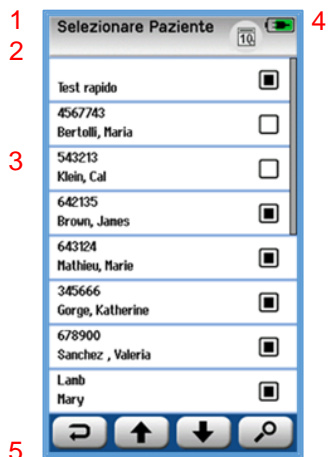 1
Selezionare Paziente
10
4
2
Test rapido
4567743
Bertolli, Maria
3
543213
Klein, Cal
642135
Brown, James
643124
Mathieu, Marie
345666
Gorge, Katherine
678900
Sanchez , Valeria
Lamb
Mary
5